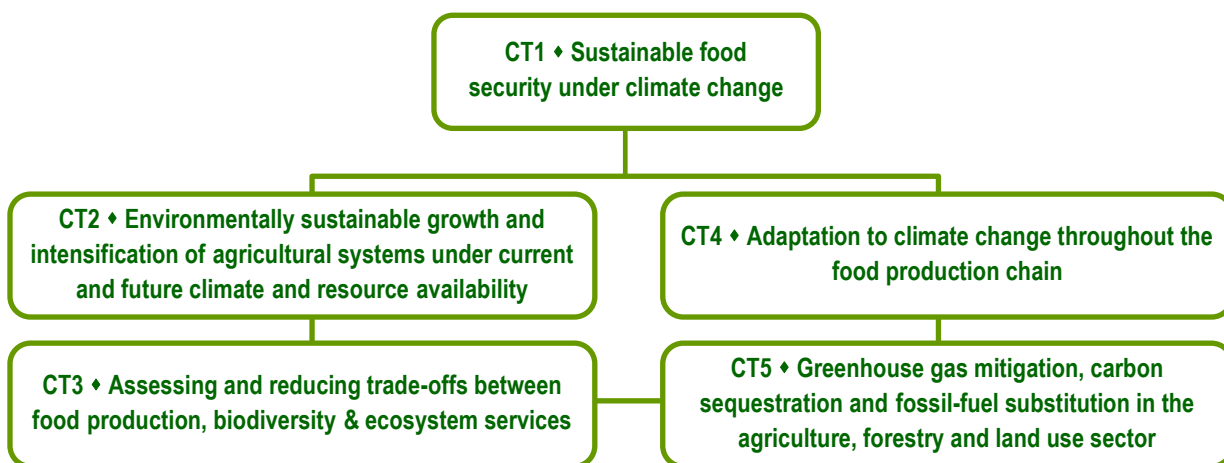 CT1 ♦ Sustainable food
security under climate change
CT2 ♦ Environmentally sustainable growth and
intensification of agricultural systems under current
and future climate and resource availability
CT4 ♦ Adaptation to climate change throughout the
food production chain
CT3 ♦ Assessing and reducing trade-offs between
food production, biodiversity & ecosystem services
CT5 ♦ Greenhouse gas mitigation, carbon
sequestration and fossil-fuel substitution in the
agriculture, forestry and land use sector